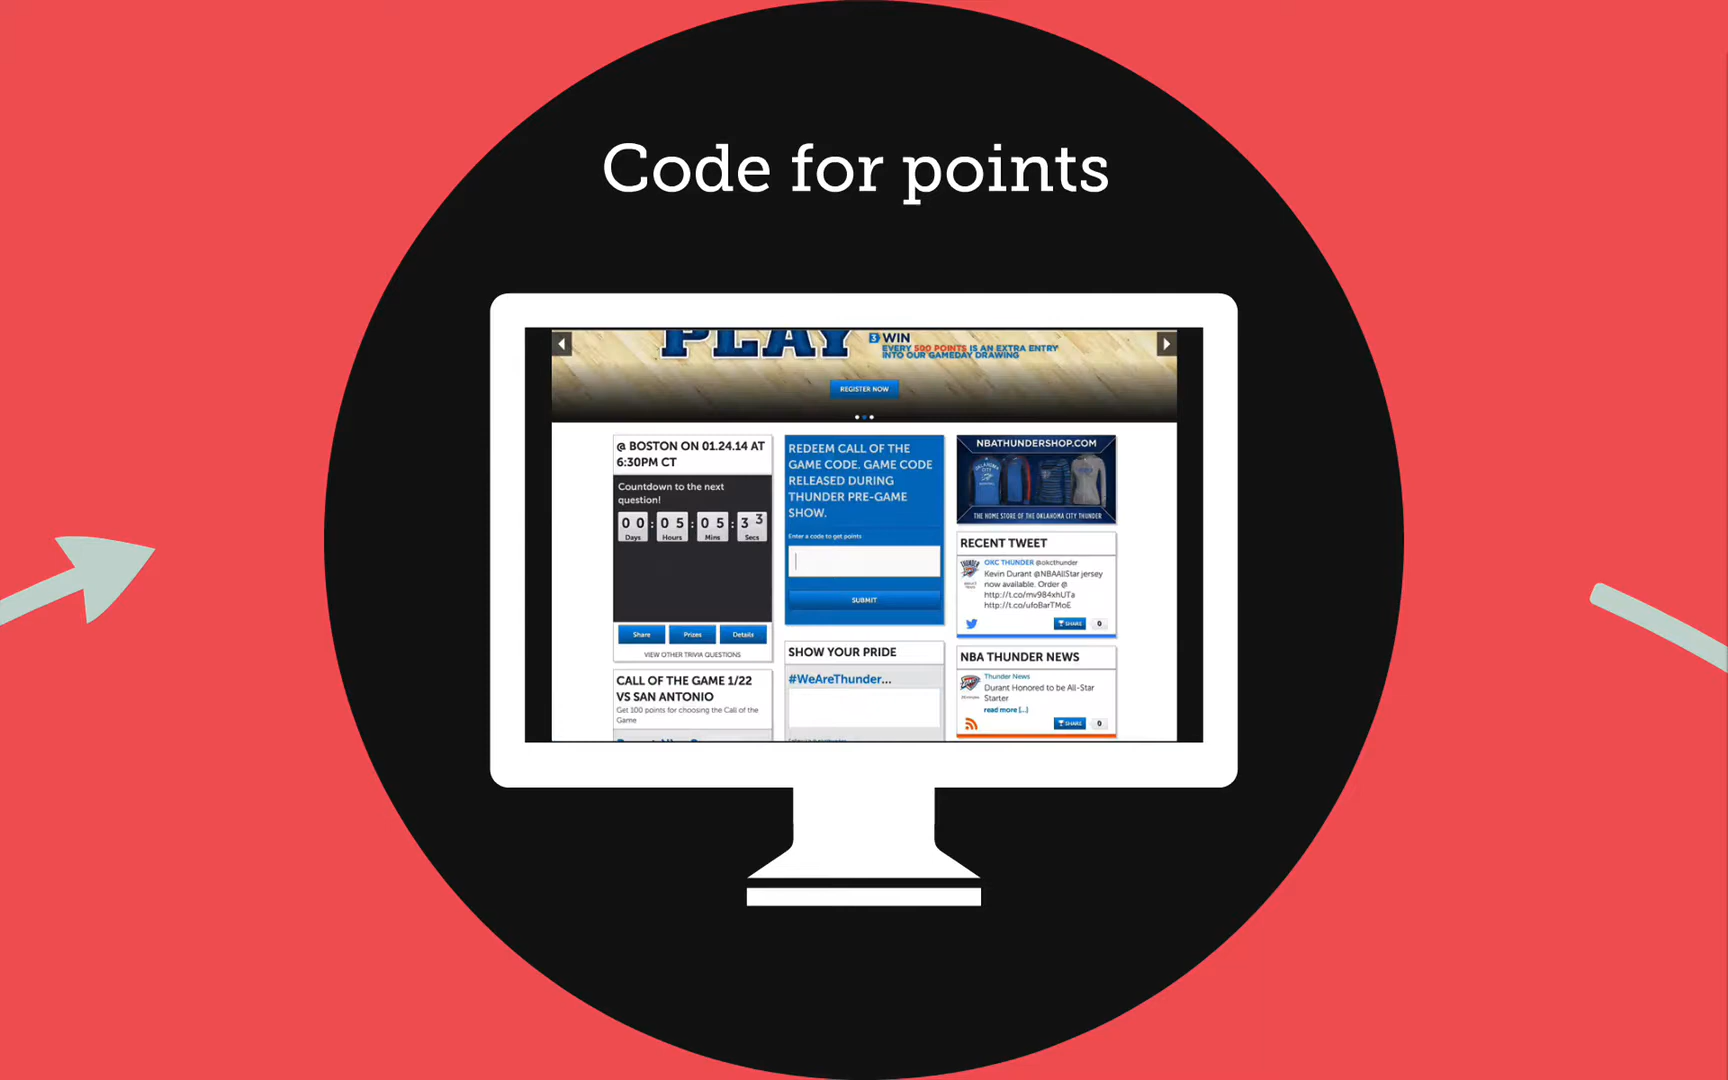 Code for points
PLAY
3 WIN
EVERY 500 POINTS IS AN EXTRA ENTRY
INTO OUR GAMEDAY DRAWING
REGISTER NOW
@ BOSTON ON 01.24.14 AT
6:30PM CT
Countdown to the next
question!
00:05:05:33
Days Hours Mins Secs
Share Prizes Details
VIEW OTHER TRIVIA QUESTIONS
CALL OF THE GAME 1/22
VS SAN ANTONIO
Get 100 points for choosing the Call of the
Game
REDEEM CALL OF THE
GAME CODE. GAME CODE
RELEASED DURING
THUNDER PRE-GAME
SHOW.
Enter a code to get points
SUBMIT
SHOW YOUR PRIDE
#WeAreThunder...
NBATHUNDERSHOP.COM
THE HOME STORE OF THE OKLAHOMA CITY THUNDER
RECENT TWEET
OKC THUNDER @okcthunder
Kevin Durant @NBAAllStar jersey
now available. Order @
http://t.co/mv984xhUTa
http://t.co/ufoBarTMoE
SHARE 0
NBA THUNDER NEWS
Thunder News
Durant Honored to be All-Star
Starter
read more [...]
SHARE 0